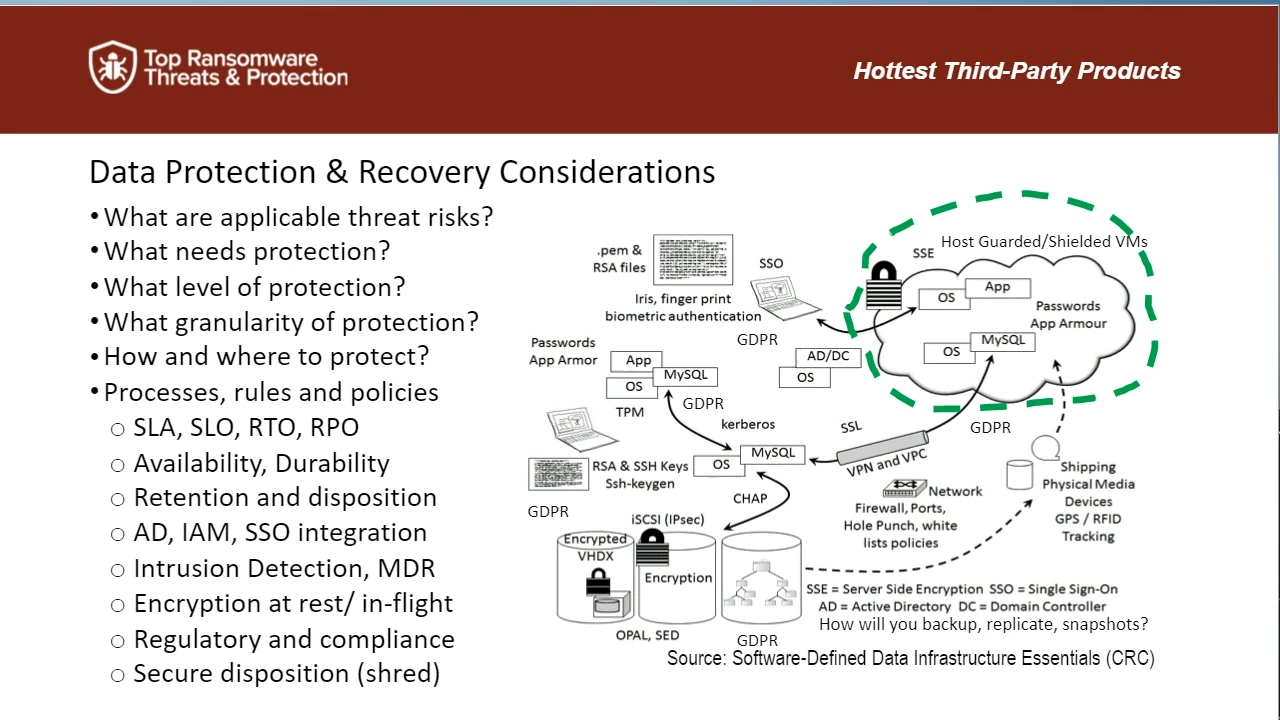 Top Ransomware
Threats & Protection
Hottest Third-Party Products
Data Protection & Recovery Considerations
• What are applicable threat risks?
• What needs protection?
• What level of protection?
• What granularity of protection?
• How and where to protect?
• Processes, rules and policies
○ SLA, SLO, RTO, RPO
○ Availability, Durability
○ Retention and disposition
○ AD, IAM, SSO integration
○ Intrusion Detection, MDR
○ Encryption at rest/ in-flight
○ Regulatory and compliance
○ Secure disposition (shred)
.pem &
RSA files
SSO
Iris, finger print
biometric authentication
GDPR
SSE
Host Guarded/Shielded VMs
App
OS
Passwords
App Armour
MySQL
OS
Passwords
App Armor
App
MySQL
OS
TPM
GDPR
AD/DC
OS
kerberos
SSL
VPN and VPC
GDPR
RSA & SSH Keys
Ssh-keygen
GDPR
MySQL
OS
CHAP
Network
Firewall, Ports,
Hole Punch, white
lists policies
Shipping
Physical Media
Devices
GPS / RFID
Tracking
iSCSI (IPsec)
Encrypted
VHDX
Encryption
OPAL, SED
GDPR
SSE = Server Side Encryption SSO = Single Sign-On
AD = Active Directory DC = Domain Controller
How will you backup, replicate, snapshots?
Source: Software-Defined Data Infrastructure Essentials (CRC)